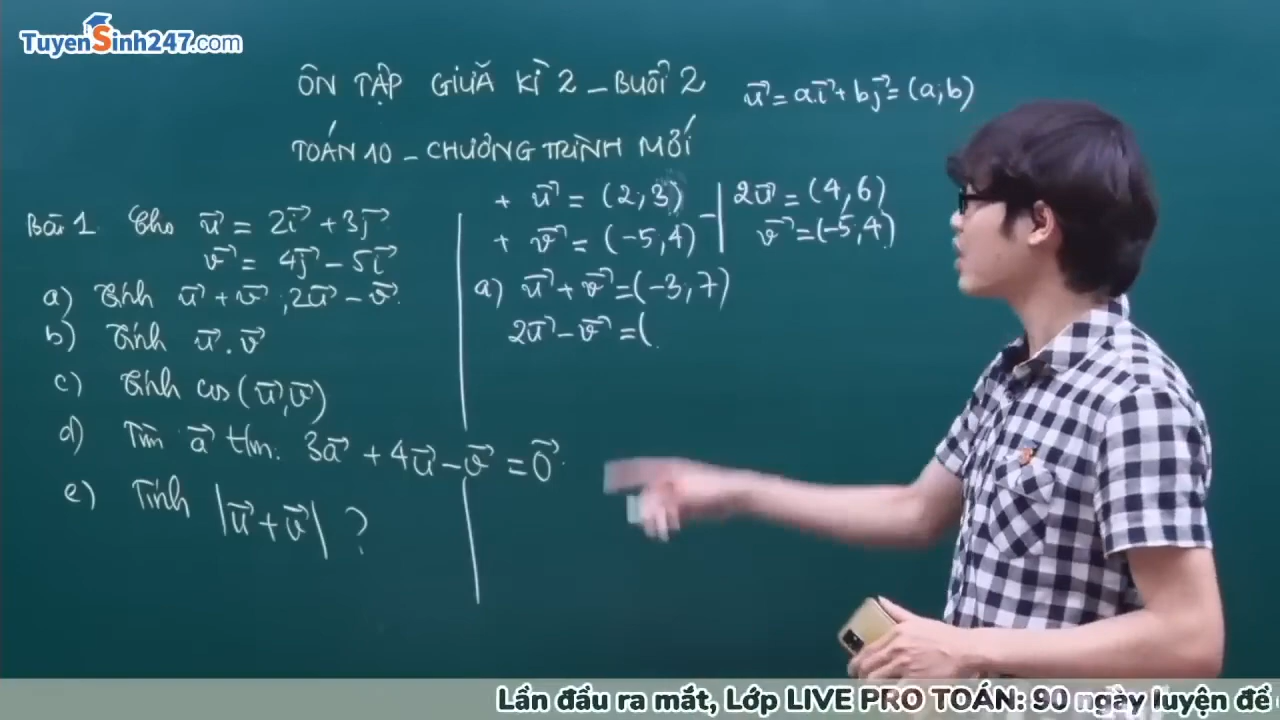 TuyenSinh247.com
ÔN TẬP GIỮA KÌ 2 - BUỔI 2
TOÁN 10 - CHƯƠNG TRÌNH MỚI
u⃗ = a.i⃗ + bj⃗ = (a;b)
Bài 1 Cho u⃗ = 2i⃗ + 3j⃗
v⃗ = 4j⃗ - 5i⃗
a) Tính u⃗ + v⃗, 2u⃗ - v⃗.
b) Tính u⃗ . v⃗
c) Tính cos(u⃗, v⃗)
d) Tìm a⃗ t/m. 3a⃗ + 4u⃗ - v⃗ = 0⃗.
e) Tính |u⃗ + v⃗| ?
+ u⃗ = (2;3)
+ v⃗ = (-5,4)
2u⃗ = (4,6)
v⃗ = (-5,4)
a) u⃗ + v⃗ = (-3,7)
2u⃗ - v⃗ = (
Lần đầu ra mắt, Lớp LIVE PRO TOÁN: 90 ngày luyện đề